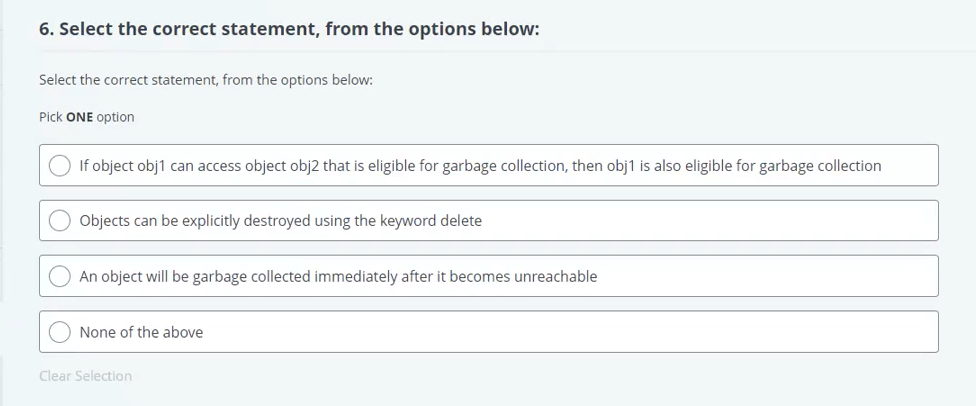 6. Select the correct statement, from the options below:
Select the correct statement, from the options below:
Pick ONE option
If object obj1 can access object obj2 that is eligible for garbage collection, then obj1 is also eligible for garbage collection
Objects can be explicitly destroyed using the keyword delete
An object will be garbage collected immediately after it becomes unreachable
None of the above
Clear Selection